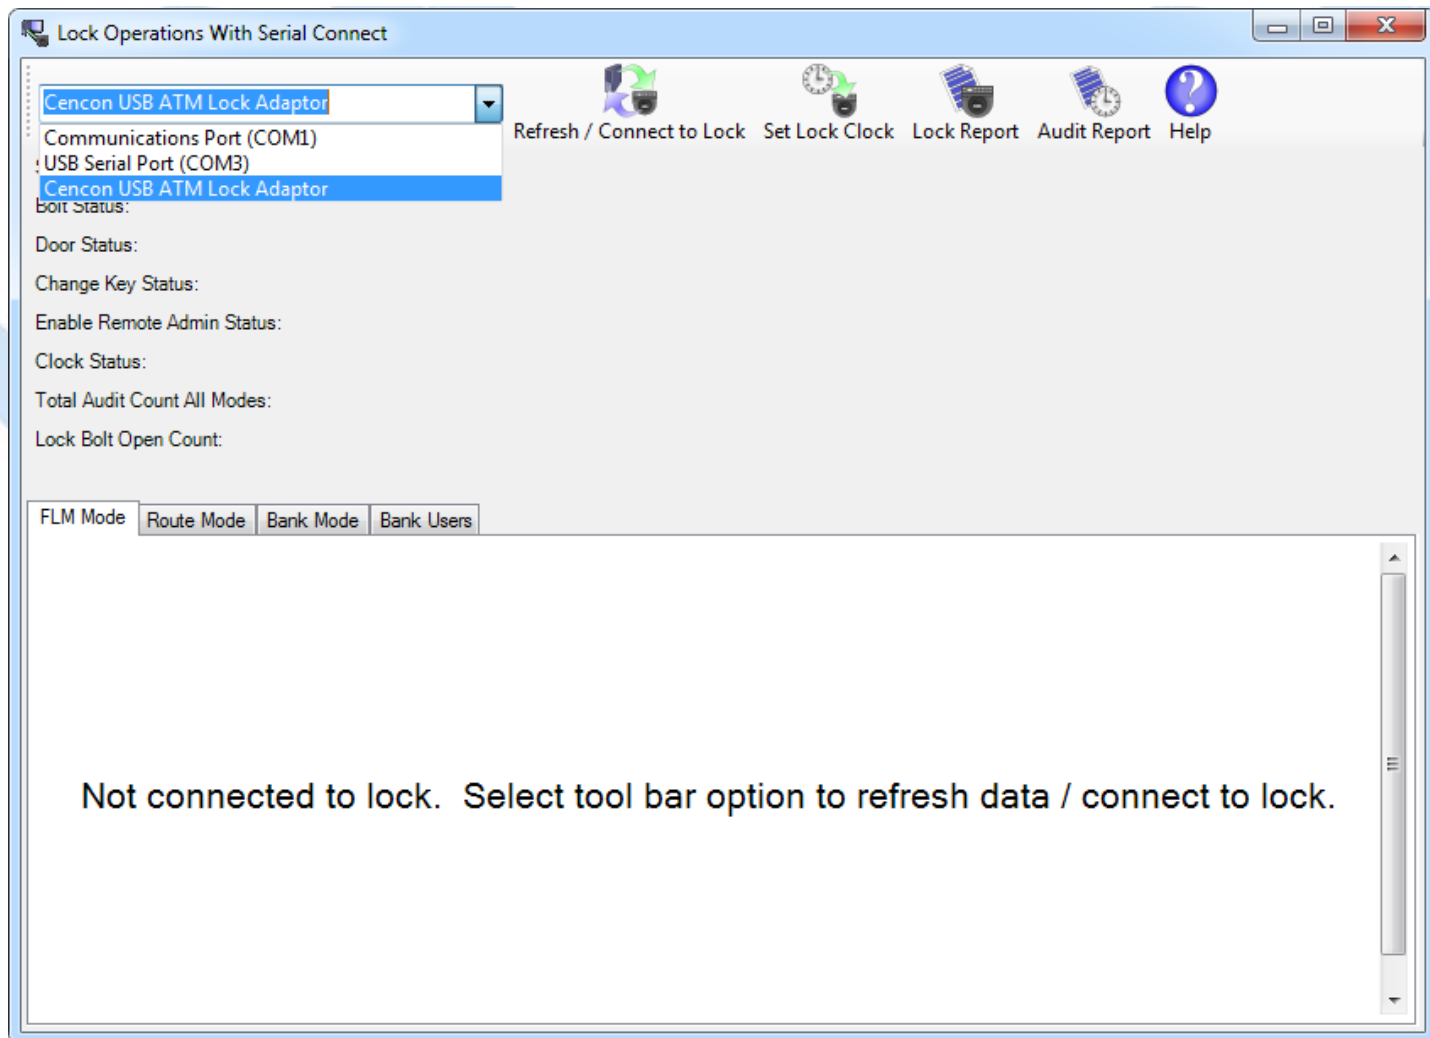 Lock Operations With Serial Connect
Cencon USB ATM Lock Adaptor
Refresh / Connect to Lock Set Lock Clock Lock Report Audit Report Help
Communications Port (COM1)
USB Serial Port (COM3)
Cencon USB ATM Lock Adaptor
Bolt Status:
Door Status:
Change Key Status:
Enable Remote Admin Status:
Clock Status:
Total Audit Count All Modes:
Lock Bolt Open Count:
FLM Mode Route Mode Bank Mode Bank Users
Not connected to lock. Select tool bar option to refresh data / connect to lock.